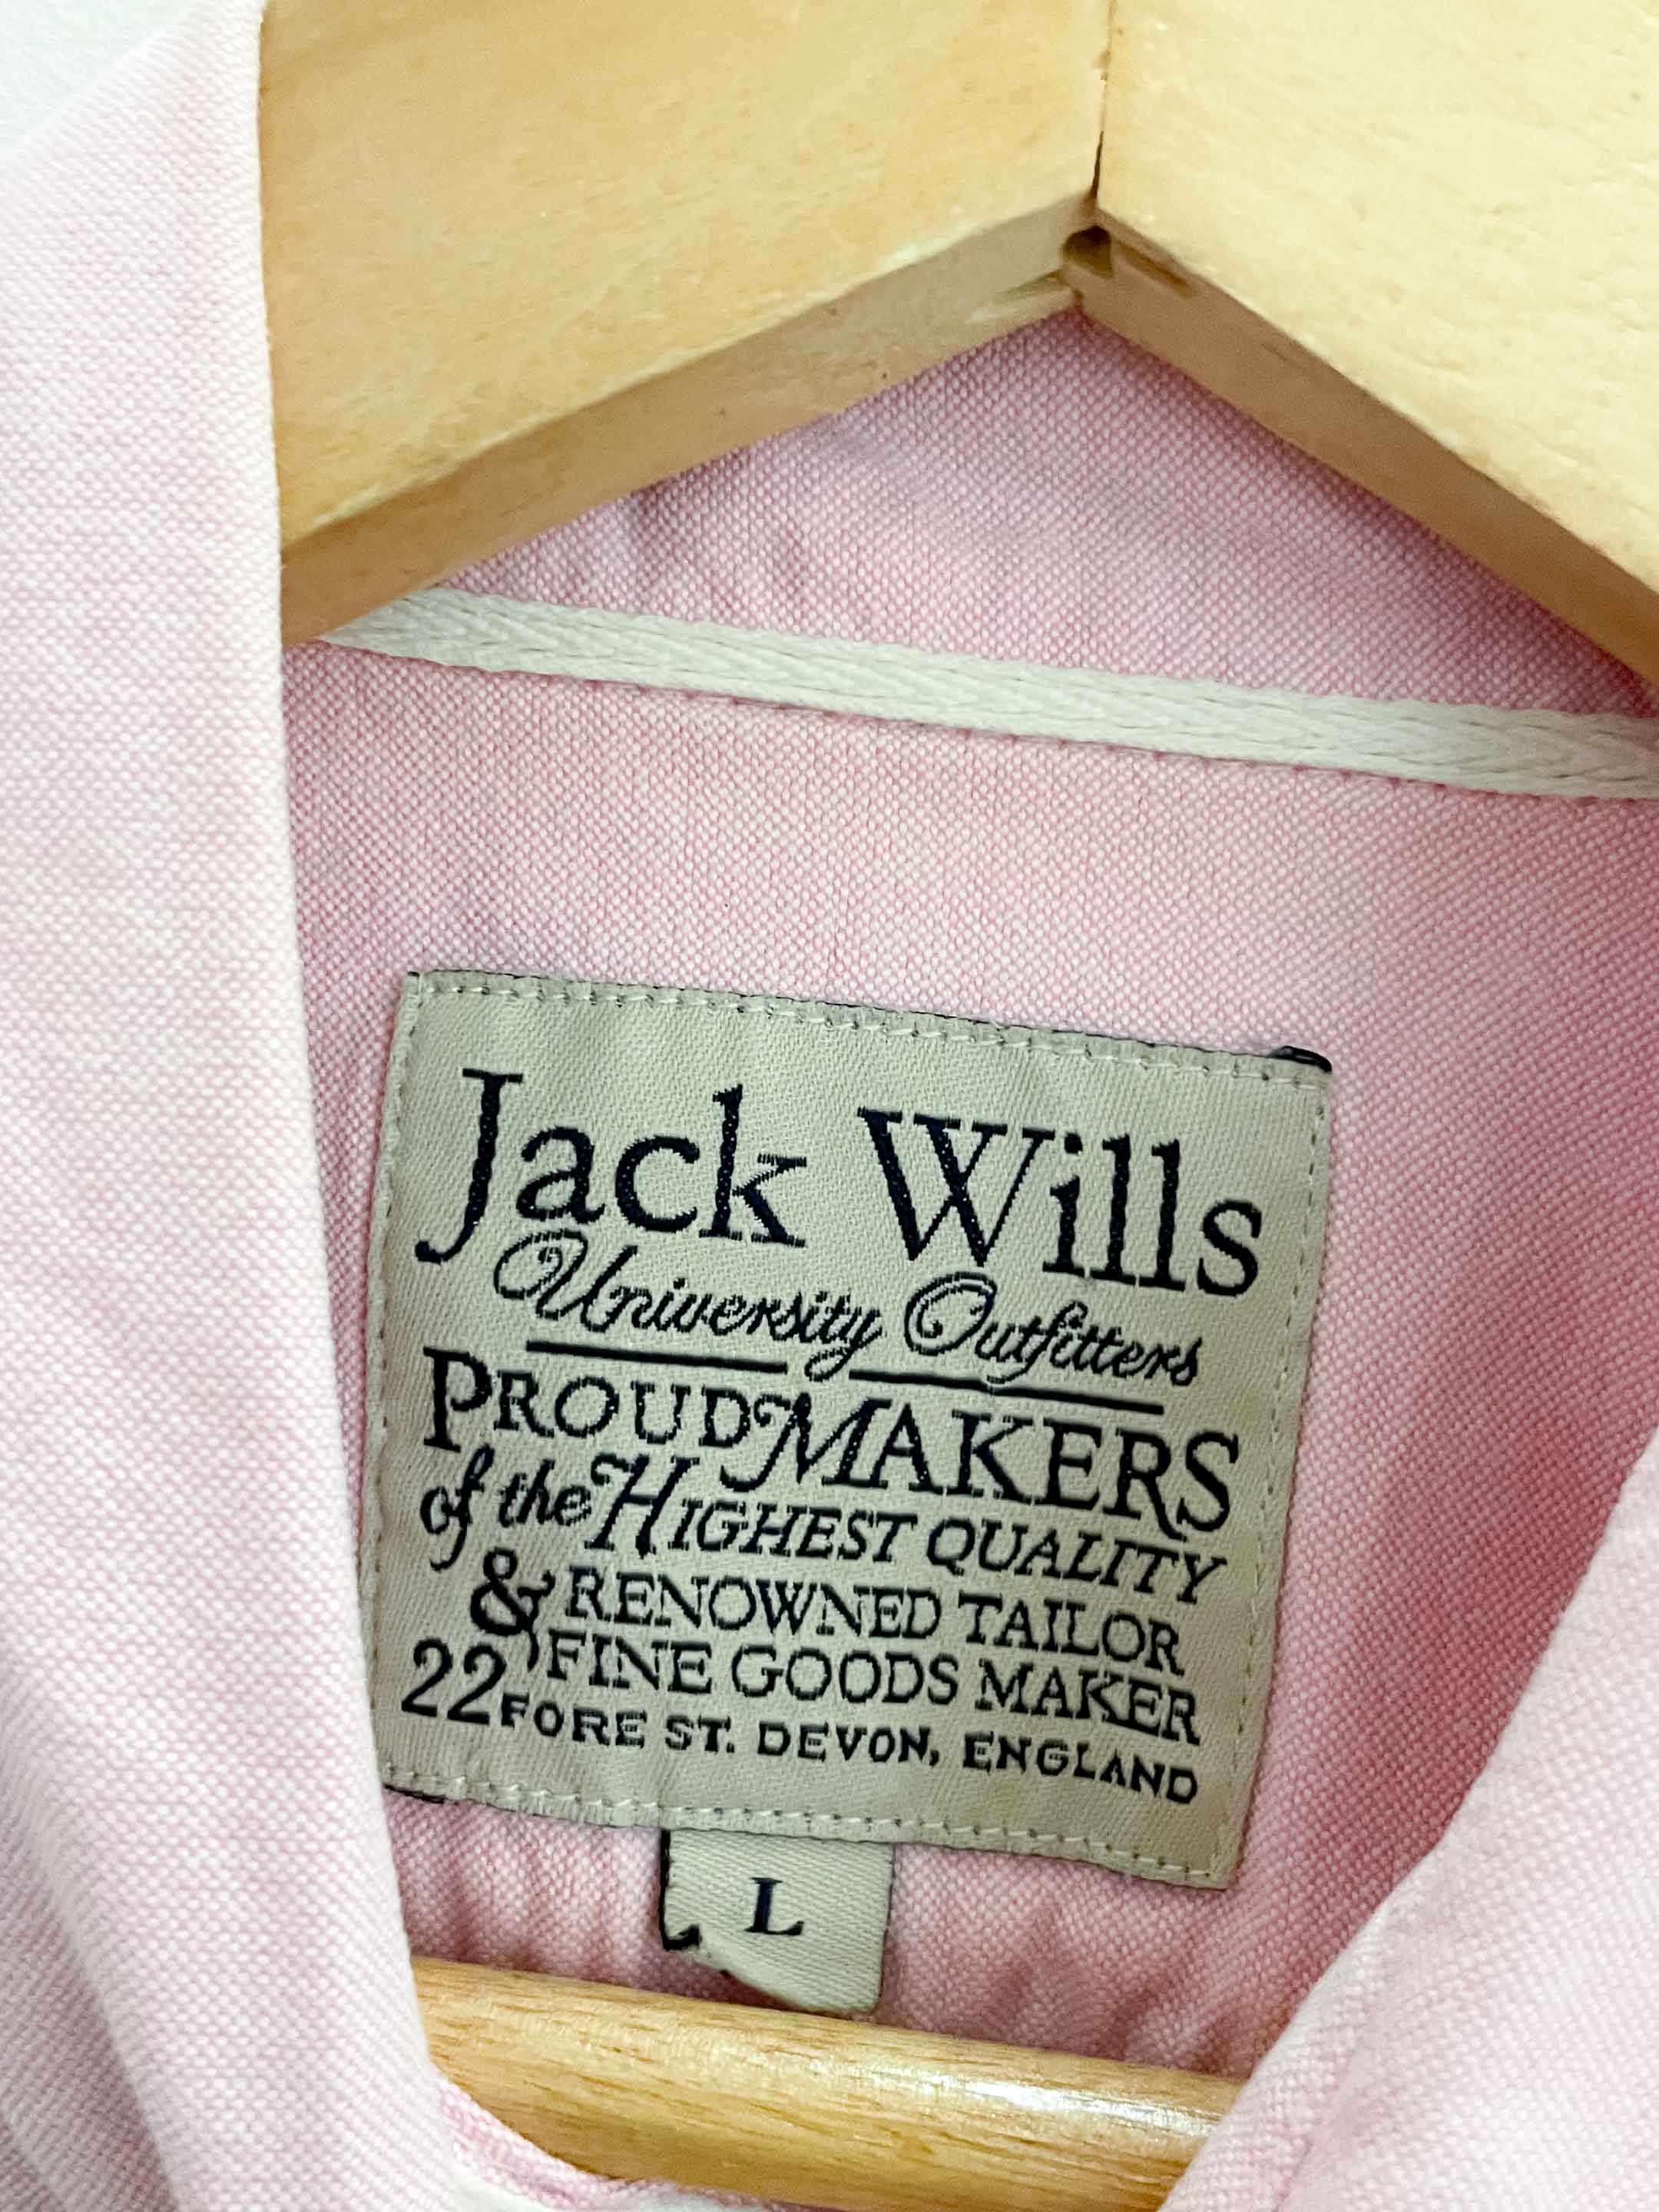 Jack Wills
University Outfitters
PROUD MAKERS
of the HIGHEST QUALITY
& RENOWNED TAILOR
FINE GOODS MAKER
22 FORE ST. DEVON, ENGLAND
L